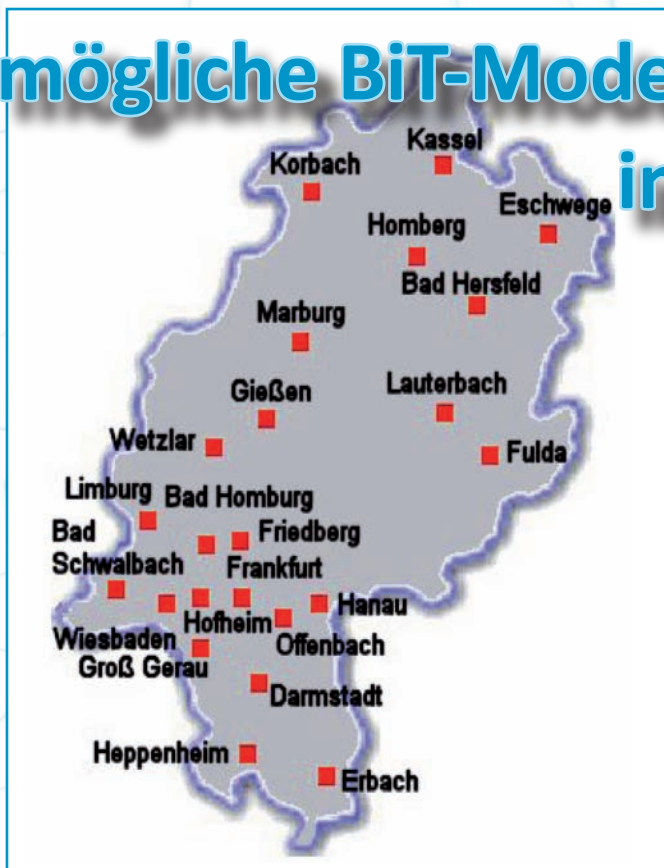 mögliche BiT-Mode
in
Kassel
Korbach
Eschwege
Homberg
Bad Hersfeld
Marburg
Lauterbach
Gießen
Wetzlar
Fulda
Limburg
Bad Homburg
Bad
Schwalbach
Friedberg
Frankfurt
Hanau
Hofheim
Offenbach
Wiesbaden
Groß Gerau
Darmstadt
Heppenheim
Erbach